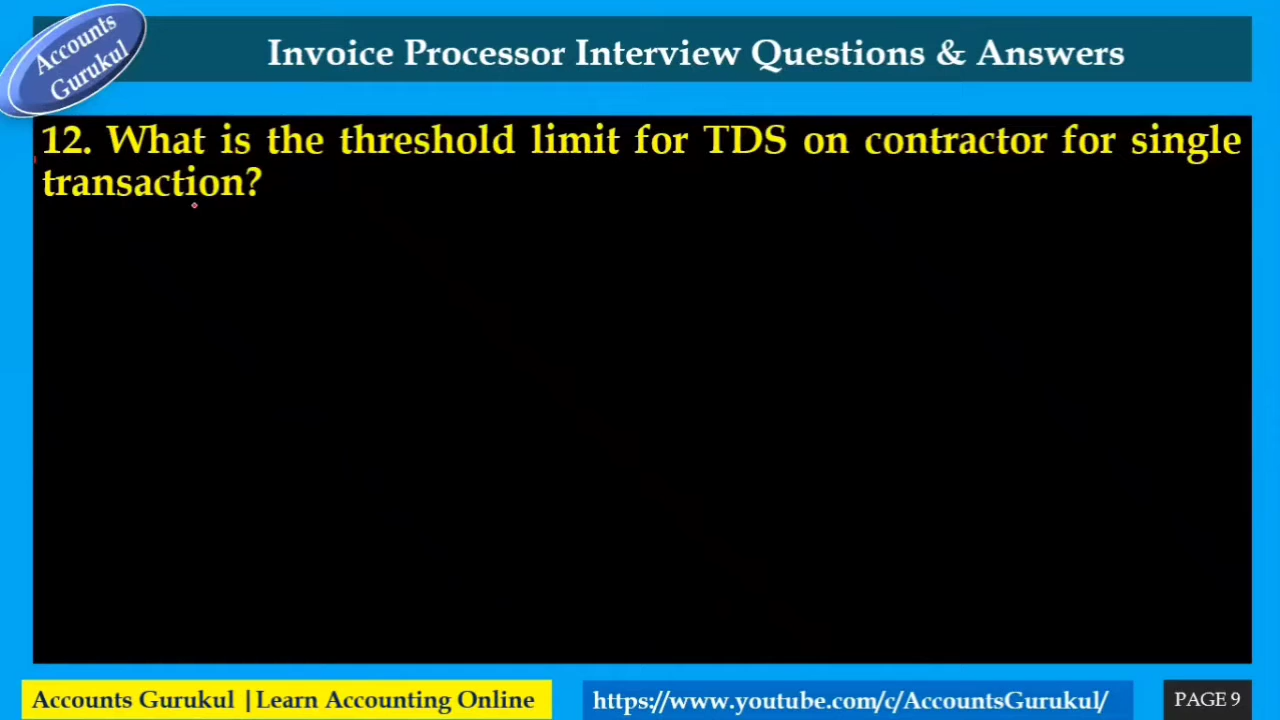 Accounts
Gurukul
Invoice Processor Interview Questions & Answers
12. What is the threshold limit for TDS on contractor for single
transaction?
Accounts Gurukul |Learn Accounting Online
https://www.youtube.com/c/AccountsGurukul/
PAGE 9